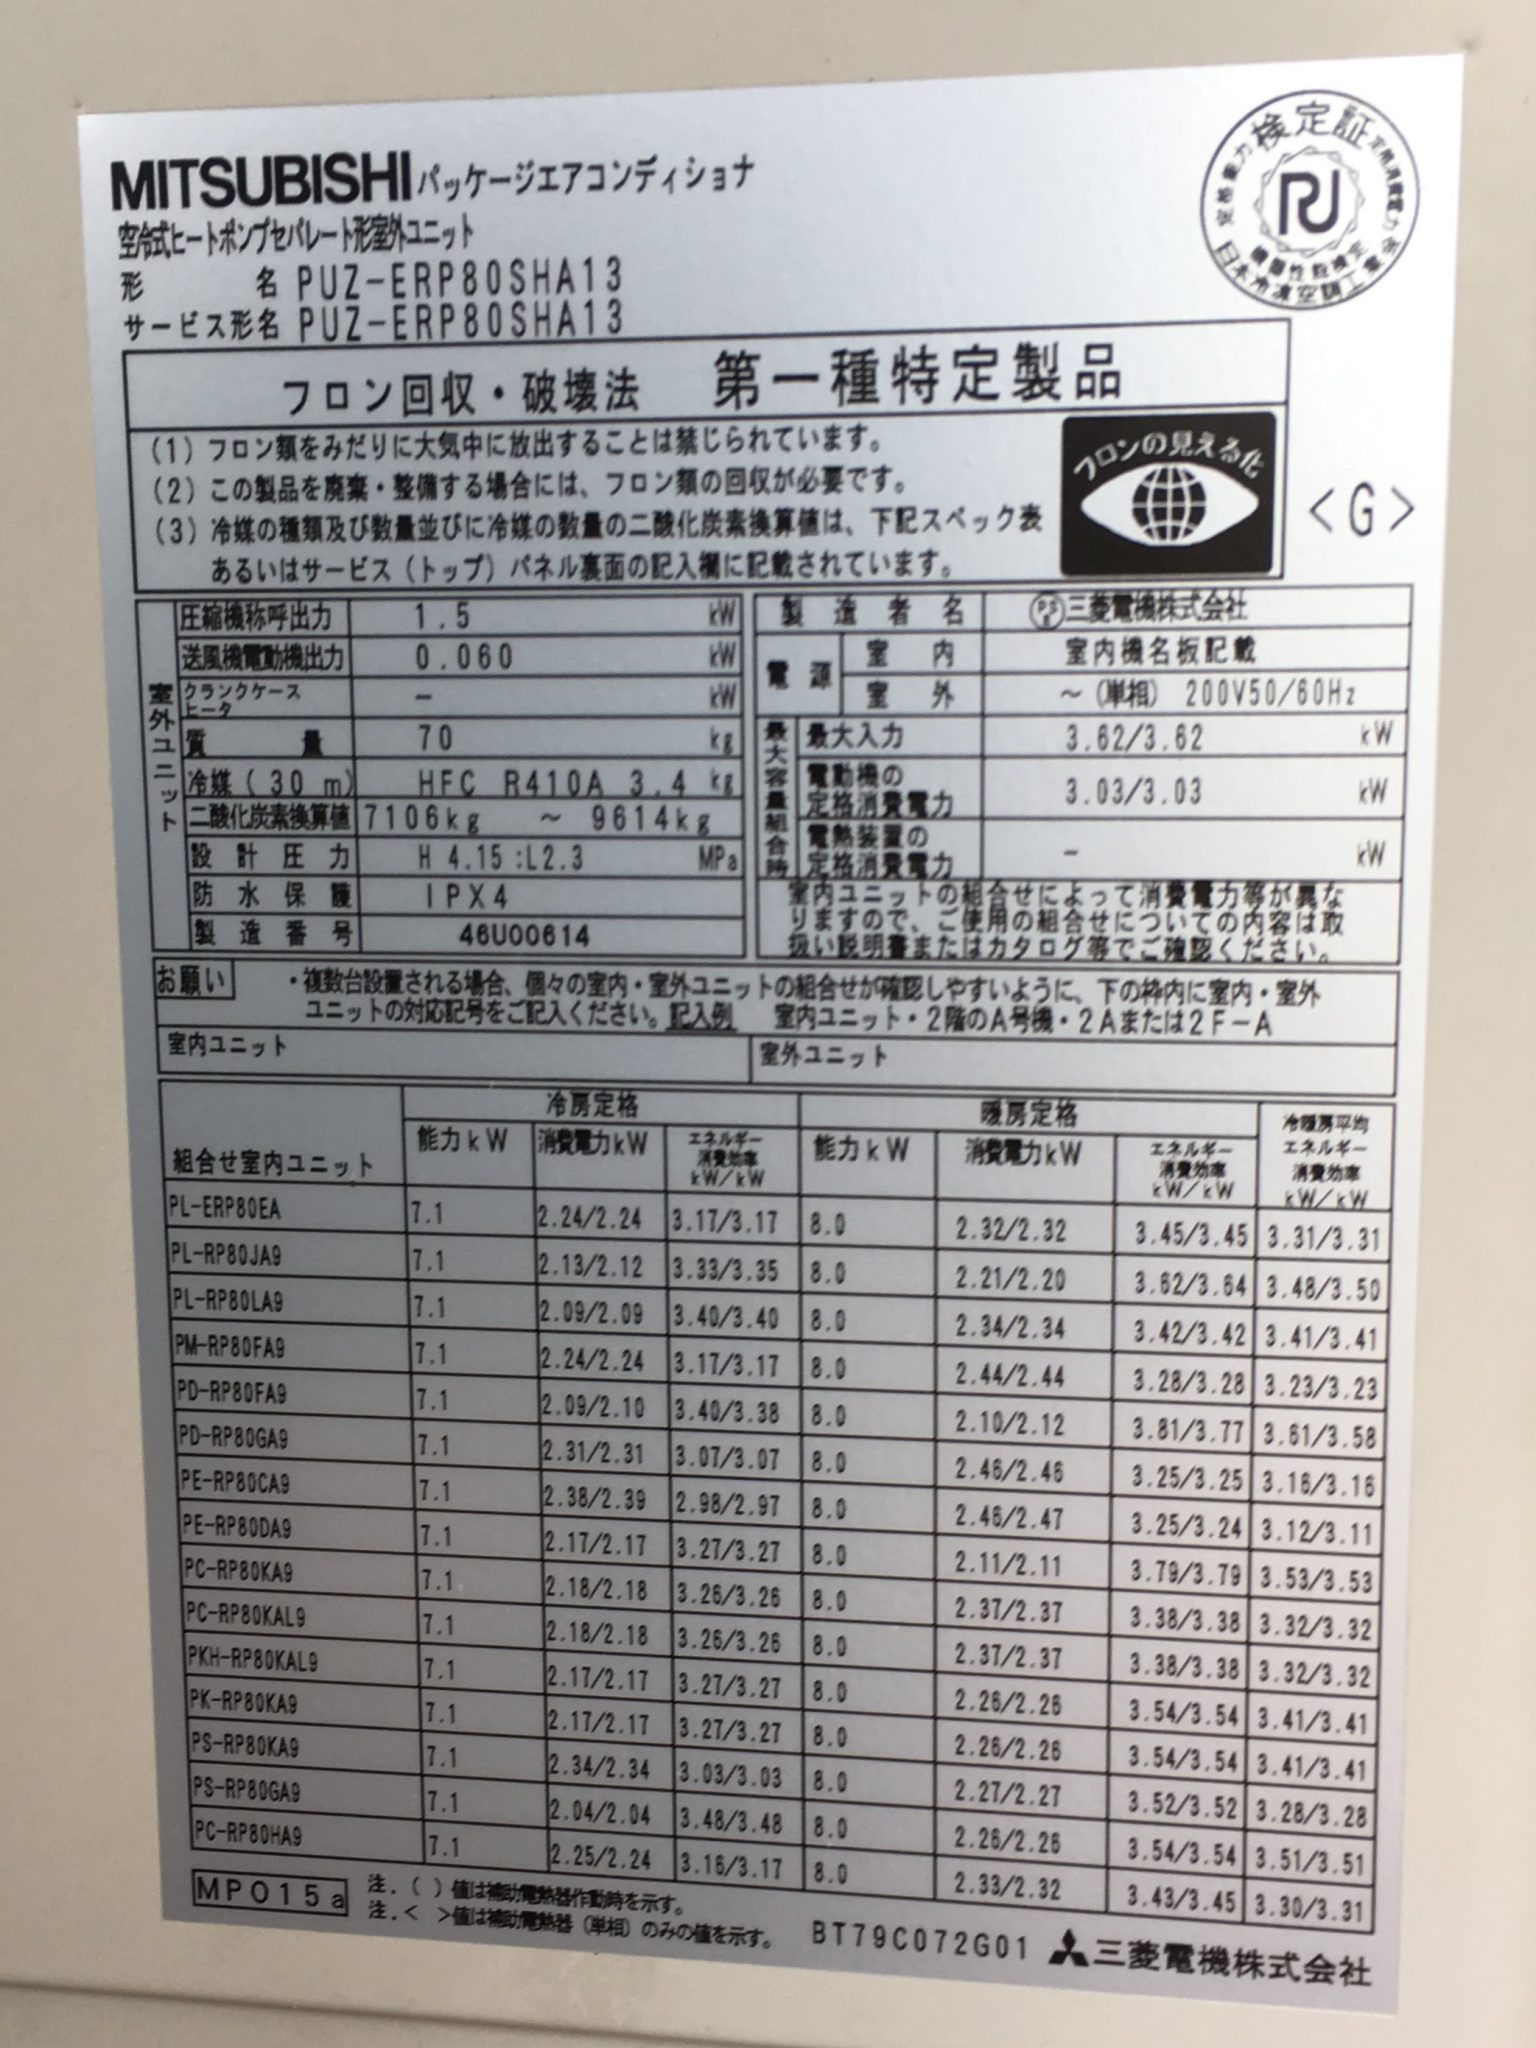 MITSUBISHI パッケージエアコンディショナ
空冷式ヒートポンプセパレート形室外ユニット
形名 PUZ-ERP80SHA13
サービス形名 PUZ-ERP80SHA13
検定証
日本冷凍空調工業会
フロン回収・破壊法 第一種特定製品
(1) フロン類をみだりに大気中に放出することは禁じられています。
(2) この製品を廃棄・整備する場合には、フロン類の回収が必要です。
(3) 冷媒の種類及び数量並びに冷媒の数量の二酸化炭素換算値は、下記スペック表
あるいはサービス(トップ)パネル裏面の記入欄に記載されています。
フロンの見える化
<G>
室外ユニット
圧縮機称呼出力 1.5 kW
送風機電動機出力 0.060 kW
クランクケースヒータ - kW
質量 70 kg
冷媒(30m) HFC R410A 3.4 kg
二酸化炭素換算値 7106kg ~ 9614kg
設計圧力 H 4.15:L2.3 MPa
防水保護 IPX4
製造番号 46U00614
製造者名 三菱電機株式会社
電源 室内 室内機名板記載
室外 ~(単相) 200V50/60Hz
最大容量組合時
最大入力 3.62/3.62 kW
電動機の定格消費電力 3.03/3.03 kW
電熱装置の定格消費電力 - kW
室内ユニットの組合せによって消費電力等が異な
りますので、ご使用の組合せについての内容は取
扱い説明書またはカタログ等でご確認ください。
お願い ・複数台設置される場合、個々の室内・室外ユニットの組合せが確認しやすいように、下の枠内に室内・室外
ユニットの対応記号をご記入ください。記入例 室内ユニット・2階のA号機・2Aまたは2F-A
室内ユニット 室外ユニット
組合せ室内ユニット 冷房定格 暖房定格 冷暖房平均エネルギー消費効率kW/kW
能力kW 消費電力kW エネルギー消費効率kW/kW 能力kW 消費電力kW エネルギー消費効率kW/kW
PL-ERP80EA 7.1 2.24/2.24 3.17/3.17 8.0 2.32/2.32 3.45/3.45 3.31/3.31
PL-RP80JA9 7.1 2.13/2.12 3.33/3.35 8.0 2.21/2.20 3.62/3.64 3.48/3.50
PL-RP80LA9 7.1 2.09/2.09 3.40/3.40 8.0 2.34/2.34 3.42/3.42 3.41/3.41
PM-RP80FA9 7.1 2.24/2.24 3.17/3.17 8.0 2.44/2.44 3.28/3.28 3.23/3.23
PD-RP80FA9 7.1 2.09/2.10 3.40/3.38 8.0 2.10/2.12 3.81/3.77 3.61/3.58
PD-RP80GA9 7.1 2.31/2.31 3.07/3.07 8.0 2.46/2.46 3.25/3.25 3.16/3.16
PE-RP80CA9 7.1 2.38/2.39 2.98/2.97 8.0 2.46/2.47 3.25/3.24 3.12/3.11
PE-RP80DA9 7.1 2.17/2.17 3.27/3.27 8.0 2.11/2.11 3.79/3.79 3.53/3.53
PC-RP80KA9 7.1 2.18/2.18 3.26/3.26 8.0 2.37/2.37 3.38/3.38 3.32/3.32
PC-RP80KAL9 7.1 2.18/2.18 3.26/3.26 8.0 2.37/2.37 3.38/3.38 3.32/3.32
PKH-RP80KAL9 7.1 2.17/2.17 3.27/3.27 8.0 2.26/2.26 3.54/3.54 3.41/3.41
PK-RP80KA9 7.1 2.17/2.17 3.27/3.27 8.0 2.26/2.26 3.54/3.54 3.41/3.41
PS-RP80KA9 7.1 2.34/2.34 3.03/3.03 8.0 2.27/2.27 3.52/3.52 3.28/3.28
PS-RP80GA9 7.1 2.04/2.04 3.48/3.48 8.0 2.26/2.26 3.54/3.54 3.51/3.51
PC-RP80HA9 7.1 2.25/2.24 3.16/3.17 8.0 2.33/2.32 3.43/3.45 3.30/3.31
MP015a 注.( )値は補助電熱器作動時を示す。
注.< >値は補助電熱器(単相)のみの値を示す。
BT79C072G01 三菱電機株式会社